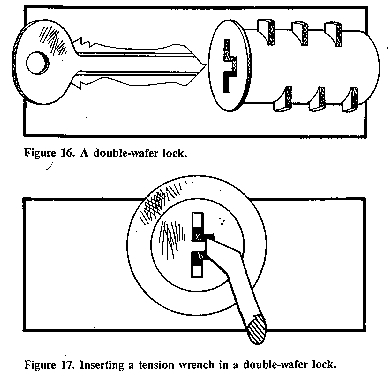 Figure 16. A double-wafer lock.
Figure 17. Inserting a tension wrench in a double-wafer lock.